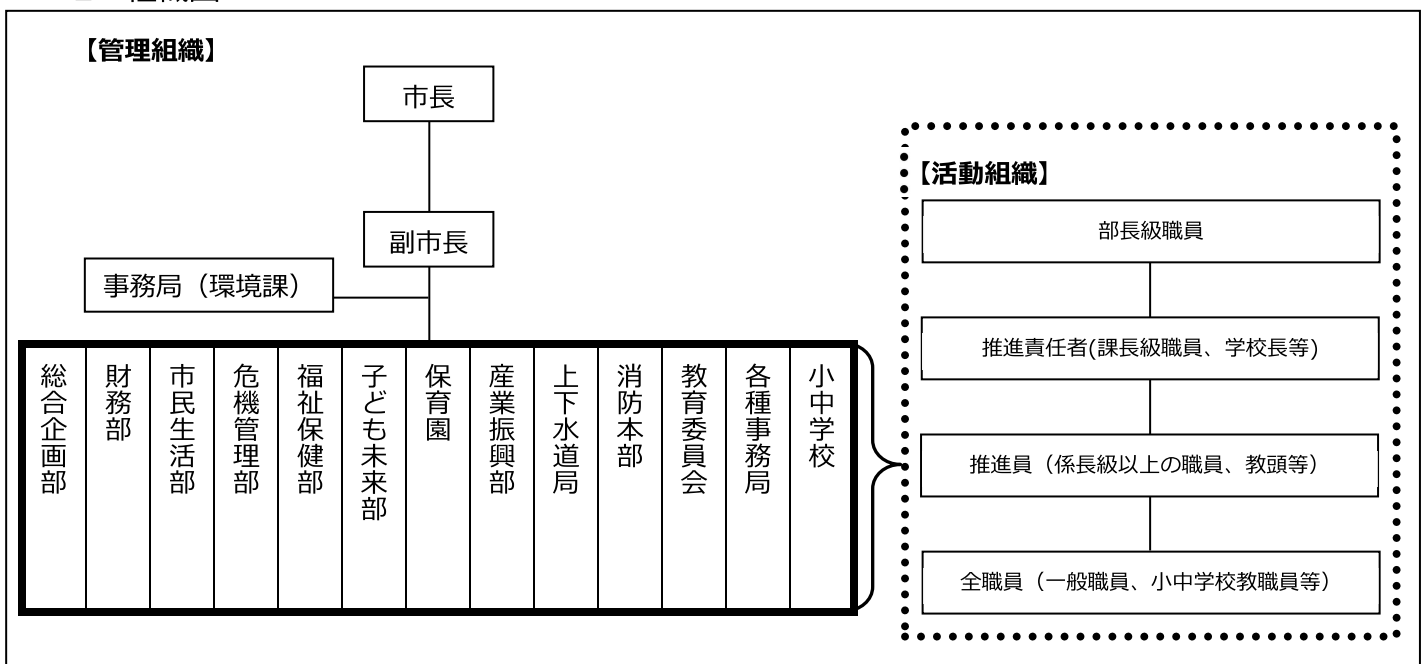 【管理組織】
市長
副市長
事務局（環境課）
総合企画部
財務部
市民生活部
危機管理部
福祉保健部
子ども未来部
保育園
産業振興部
上下水道局
消防本部
教育委員会
各種事務局
小中学校
【活動組織】
部長級職員
推進責任者(課長級職員、学校長等)
推進員（係長級以上の職員、教頭等）
全職員（一般職員、小中学校教職員等）